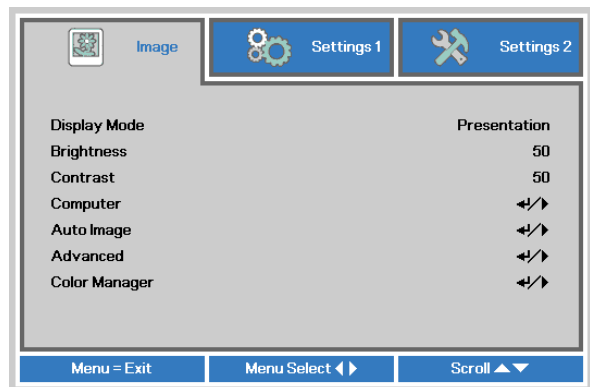 Image Settings 1 Settings 2
Display Mode Presentation
Brightness 50
Contrast 50
Computer ↵/▶
Auto Image ↵/▶
Advanced ↵/▶
Color Manager ↵/▶
Menu = Exit Menu Select ◀ ▶ Scroll ▲▼